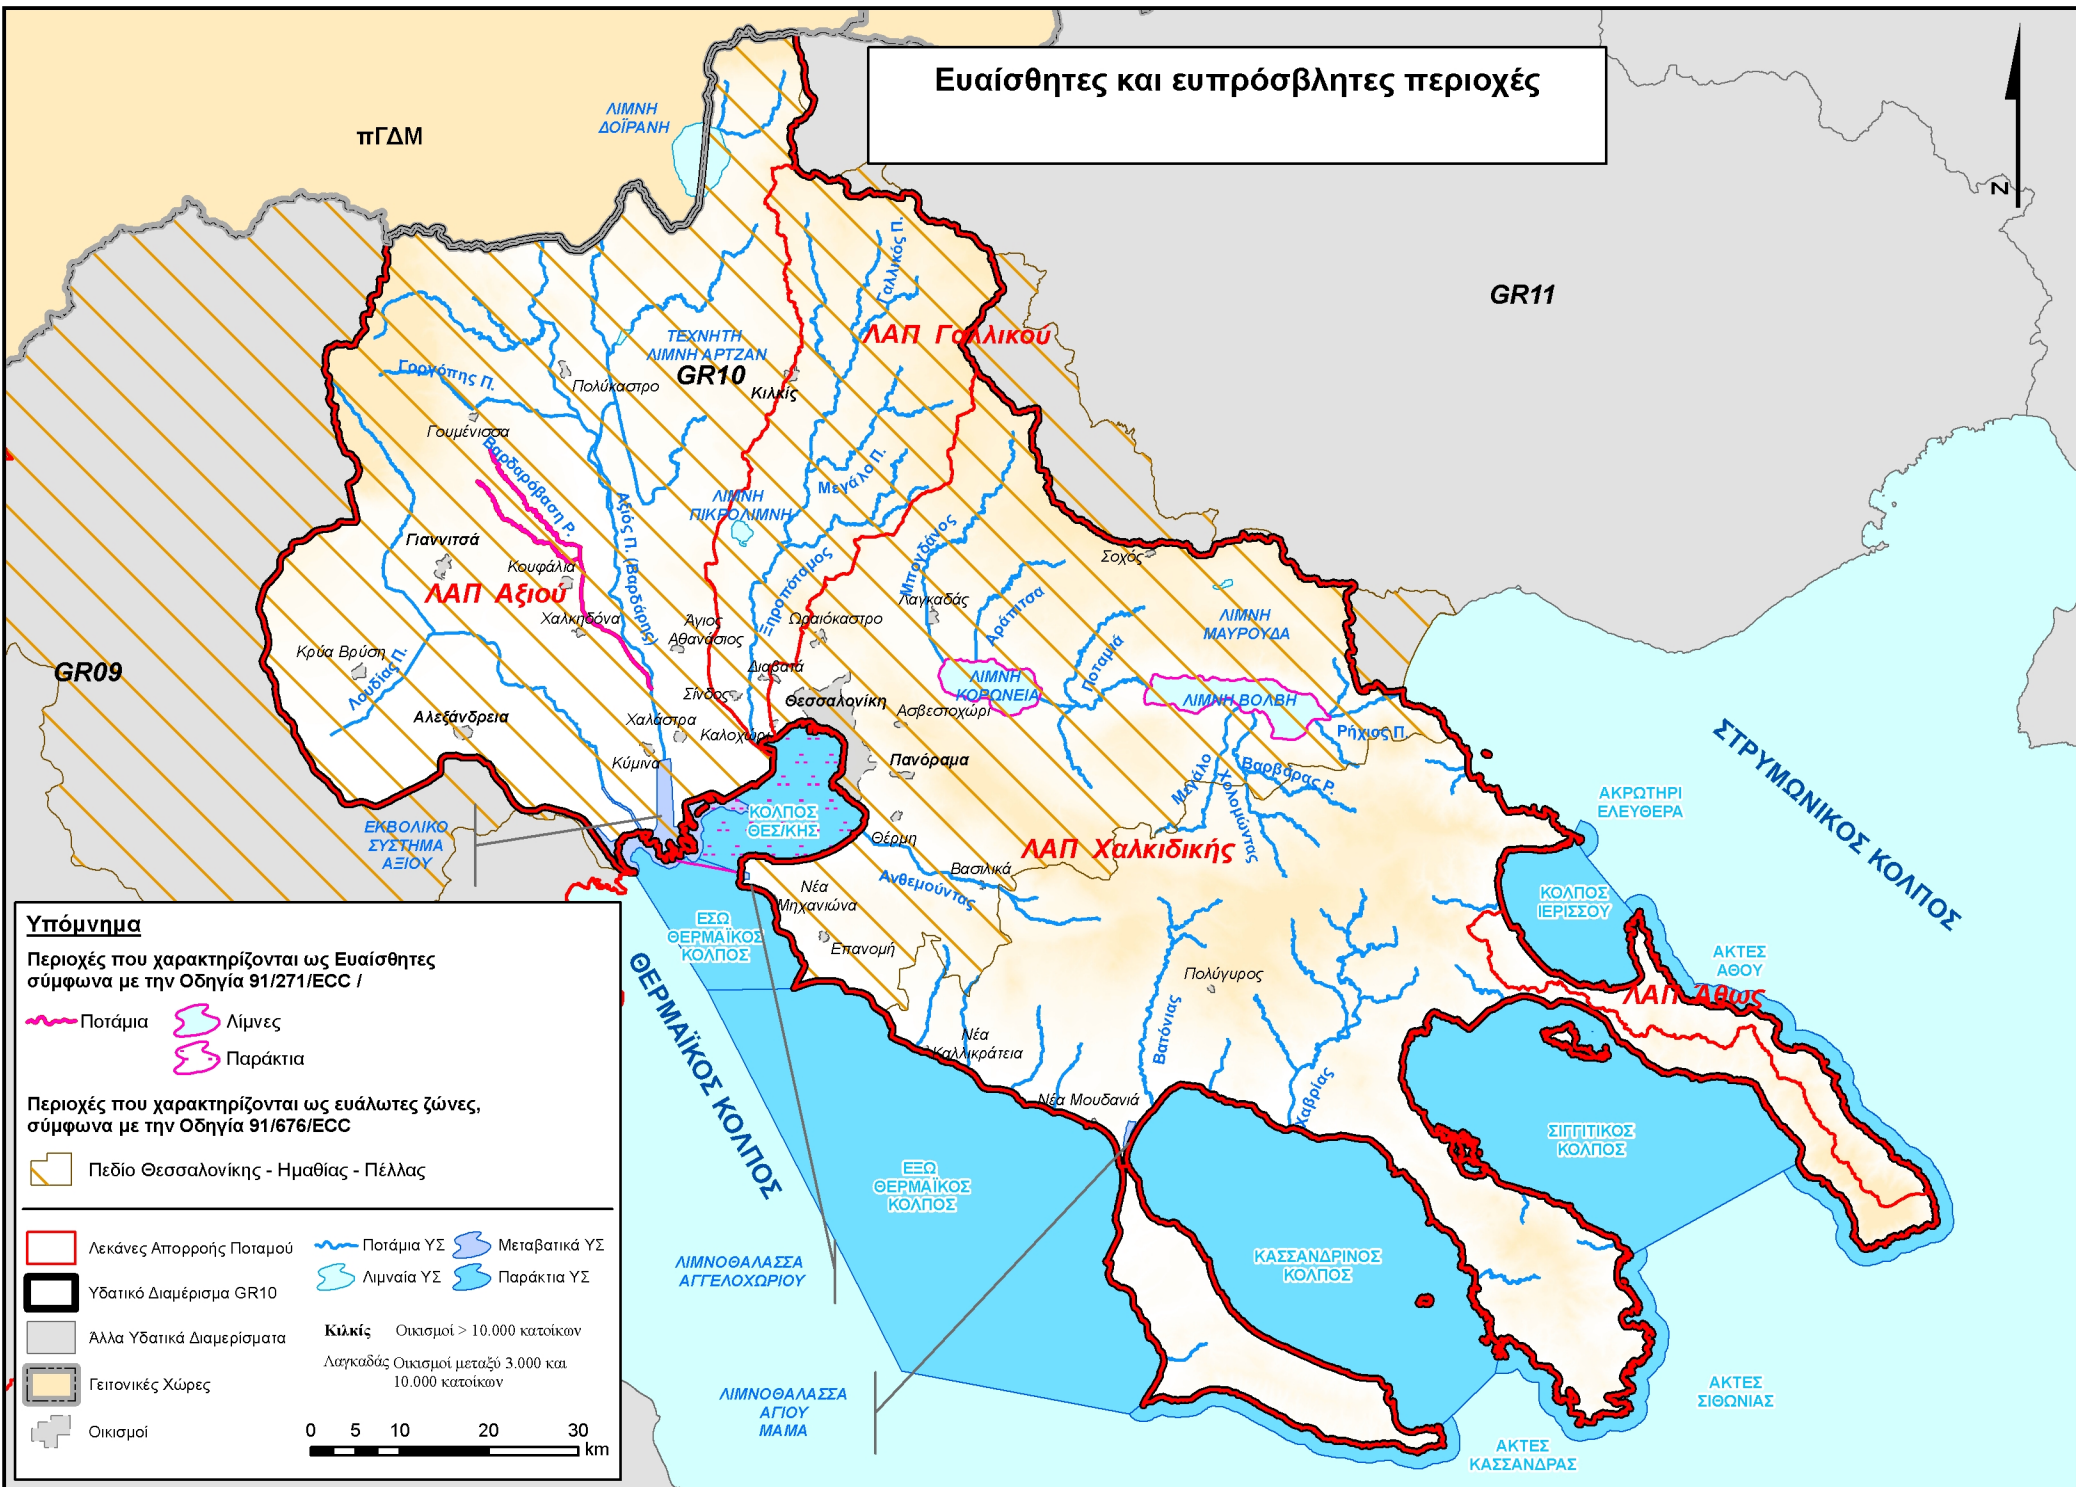 Ευαίσθητες και ευπρόσβλητες περιοχές
πΓΔΜ
ΛΙΜΝΗ
ΔΟΪΡΑΝΗ
N
GR11
Γαλλικός Π.
ΛΑΠ Γαλλικού
ΤΕΧΝΗΤΗ
ΛΙΜΝΗ ΑΡΤΖΑΝ
GR10
Κιλκίς
Πολύκαστρο
Γοργόπης Π.
Γουμένισσα
Βαρδαρόβαση Ρ.
Αξιός Π. (Βαρδάρης)
Μεγάλο Π.
ΛΙΜΝΗ
ΠΙΚΡΟΛΙΜΝΗ
Γιαννιτσά
Κουφάλια
ΛΑΠ Αξιού
Χαλκηδόνα
Άγιος
Αθανάσιος
Ξηροπόταμος
Ωραιόκαστρο
Μπογδάνος
Λαγκαδάς
Αράπιτσα
Σοχός
ΛΙΜΝΗ
ΜΑΥΡΟΥΔΑ
Ποταμιά
ΛΙΜΝΗ
ΚΟΡΩΝΕΙΑ
ΛΙΜΝΗ ΒΟΛΒΗ
Ρήχιος Π.
GR09
Κρύα Βρύση
Λουδίας Π.
Αλεξάνδρεια
Διαβατά
Σίνδος
Θεσσαλονίκη
Χαλάστρα
Καλοχώρι
Ασβεστοχώρι
Πανόραμα
Κύμινα
Μεγάλο
Χολομώντας
Βαρβάρας Ρ.
ΣΤΡΥΜΩΝΙΚΟΣ ΚΟΛΠΟΣ
ΑΚΡΩΤΗΡΙ
ΕΛΕΥΘΕΡΑ
ΕΚΒΟΛΙΚΟ
ΣΥΣΤΗΜΑ
ΑΞΙΟΥ
ΚΟΛΠΟΣ
ΘΕΣ/ΚΗΣ
Θέρμη
ΛΑΠ Χαλκιδικής
Βασιλικά
Ανθεμούντας
Νέα
Μηχανιώνα
Επανομή
ΕΣΩ
ΘΕΡΜΑΪΚΟΣ
ΚΟΛΠΟΣ
ΘΕΡΜΑΪΚΟΣ ΚΟΛΠΟΣ
ΚΟΛΠΟΣ
ΙΕΡΙΣΣΟΥ
ΑΚΤΕΣ
ΑΘΟΥ
ΛΑΠ Αθως
Πολύγυρος
Βατόνιας
Νέα
Καλλικράτεια
Νέα Μουδανιά
Χαβρίας
ΣΙΓΓΙΤΙΚΟΣ
ΚΟΛΠΟΣ
ΕΞΩ
ΘΕΡΜΑΪΚΟΣ
ΚΟΛΠΟΣ
ΚΑΣΣΑΝΔΡΙΝΟΣ
ΚΟΛΠΟΣ
ΛΙΜΝΟΘΑΛΑΣΣΑ
ΑΓΓΕΛΟΧΩΡΙΟΥ
ΛΙΜΝΟΘΑΛΑΣΣΑ
ΑΓΙΟΥ
ΜΑΜΑ
ΑΚΤΕΣ
ΣΙΘΩΝΙΑΣ
ΑΚΤΕΣ
ΚΑΣΣΑΝΔΡΑΣ
Υπόμνημα
Περιοχές που χαρακτηρίζονται ως Ευαίσθητες
σύμφωνα με την Οδηγία 91/271/ECC /
Ποτάμια
Λίμνες
Παράκτια
Περιοχές που χαρακτηρίζονται ως ευάλωτες ζώνες,
σύμφωνα με την Οδηγία 91/676/ECC
Πεδίο Θεσσαλονίκης - Ημαθίας - Πέλλας
Λεκάνες Απορροής Ποταμού
Ποτάμια ΥΣ
Μεταβατικά ΥΣ
Λιμναία ΥΣ
Παράκτια ΥΣ
Υδατικό Διαμέρισμα GR10
Άλλα Υδατικά Διαμερίσματα
Κιλκίς Οικισμοί > 10.000 κατοίκων
Λαγκαδάς Οικισμοί μεταξύ 3.000 και
10.000 κατοίκων
Γειτονικές Χώρες
Οικισμοί
0 5 10 20 30
km